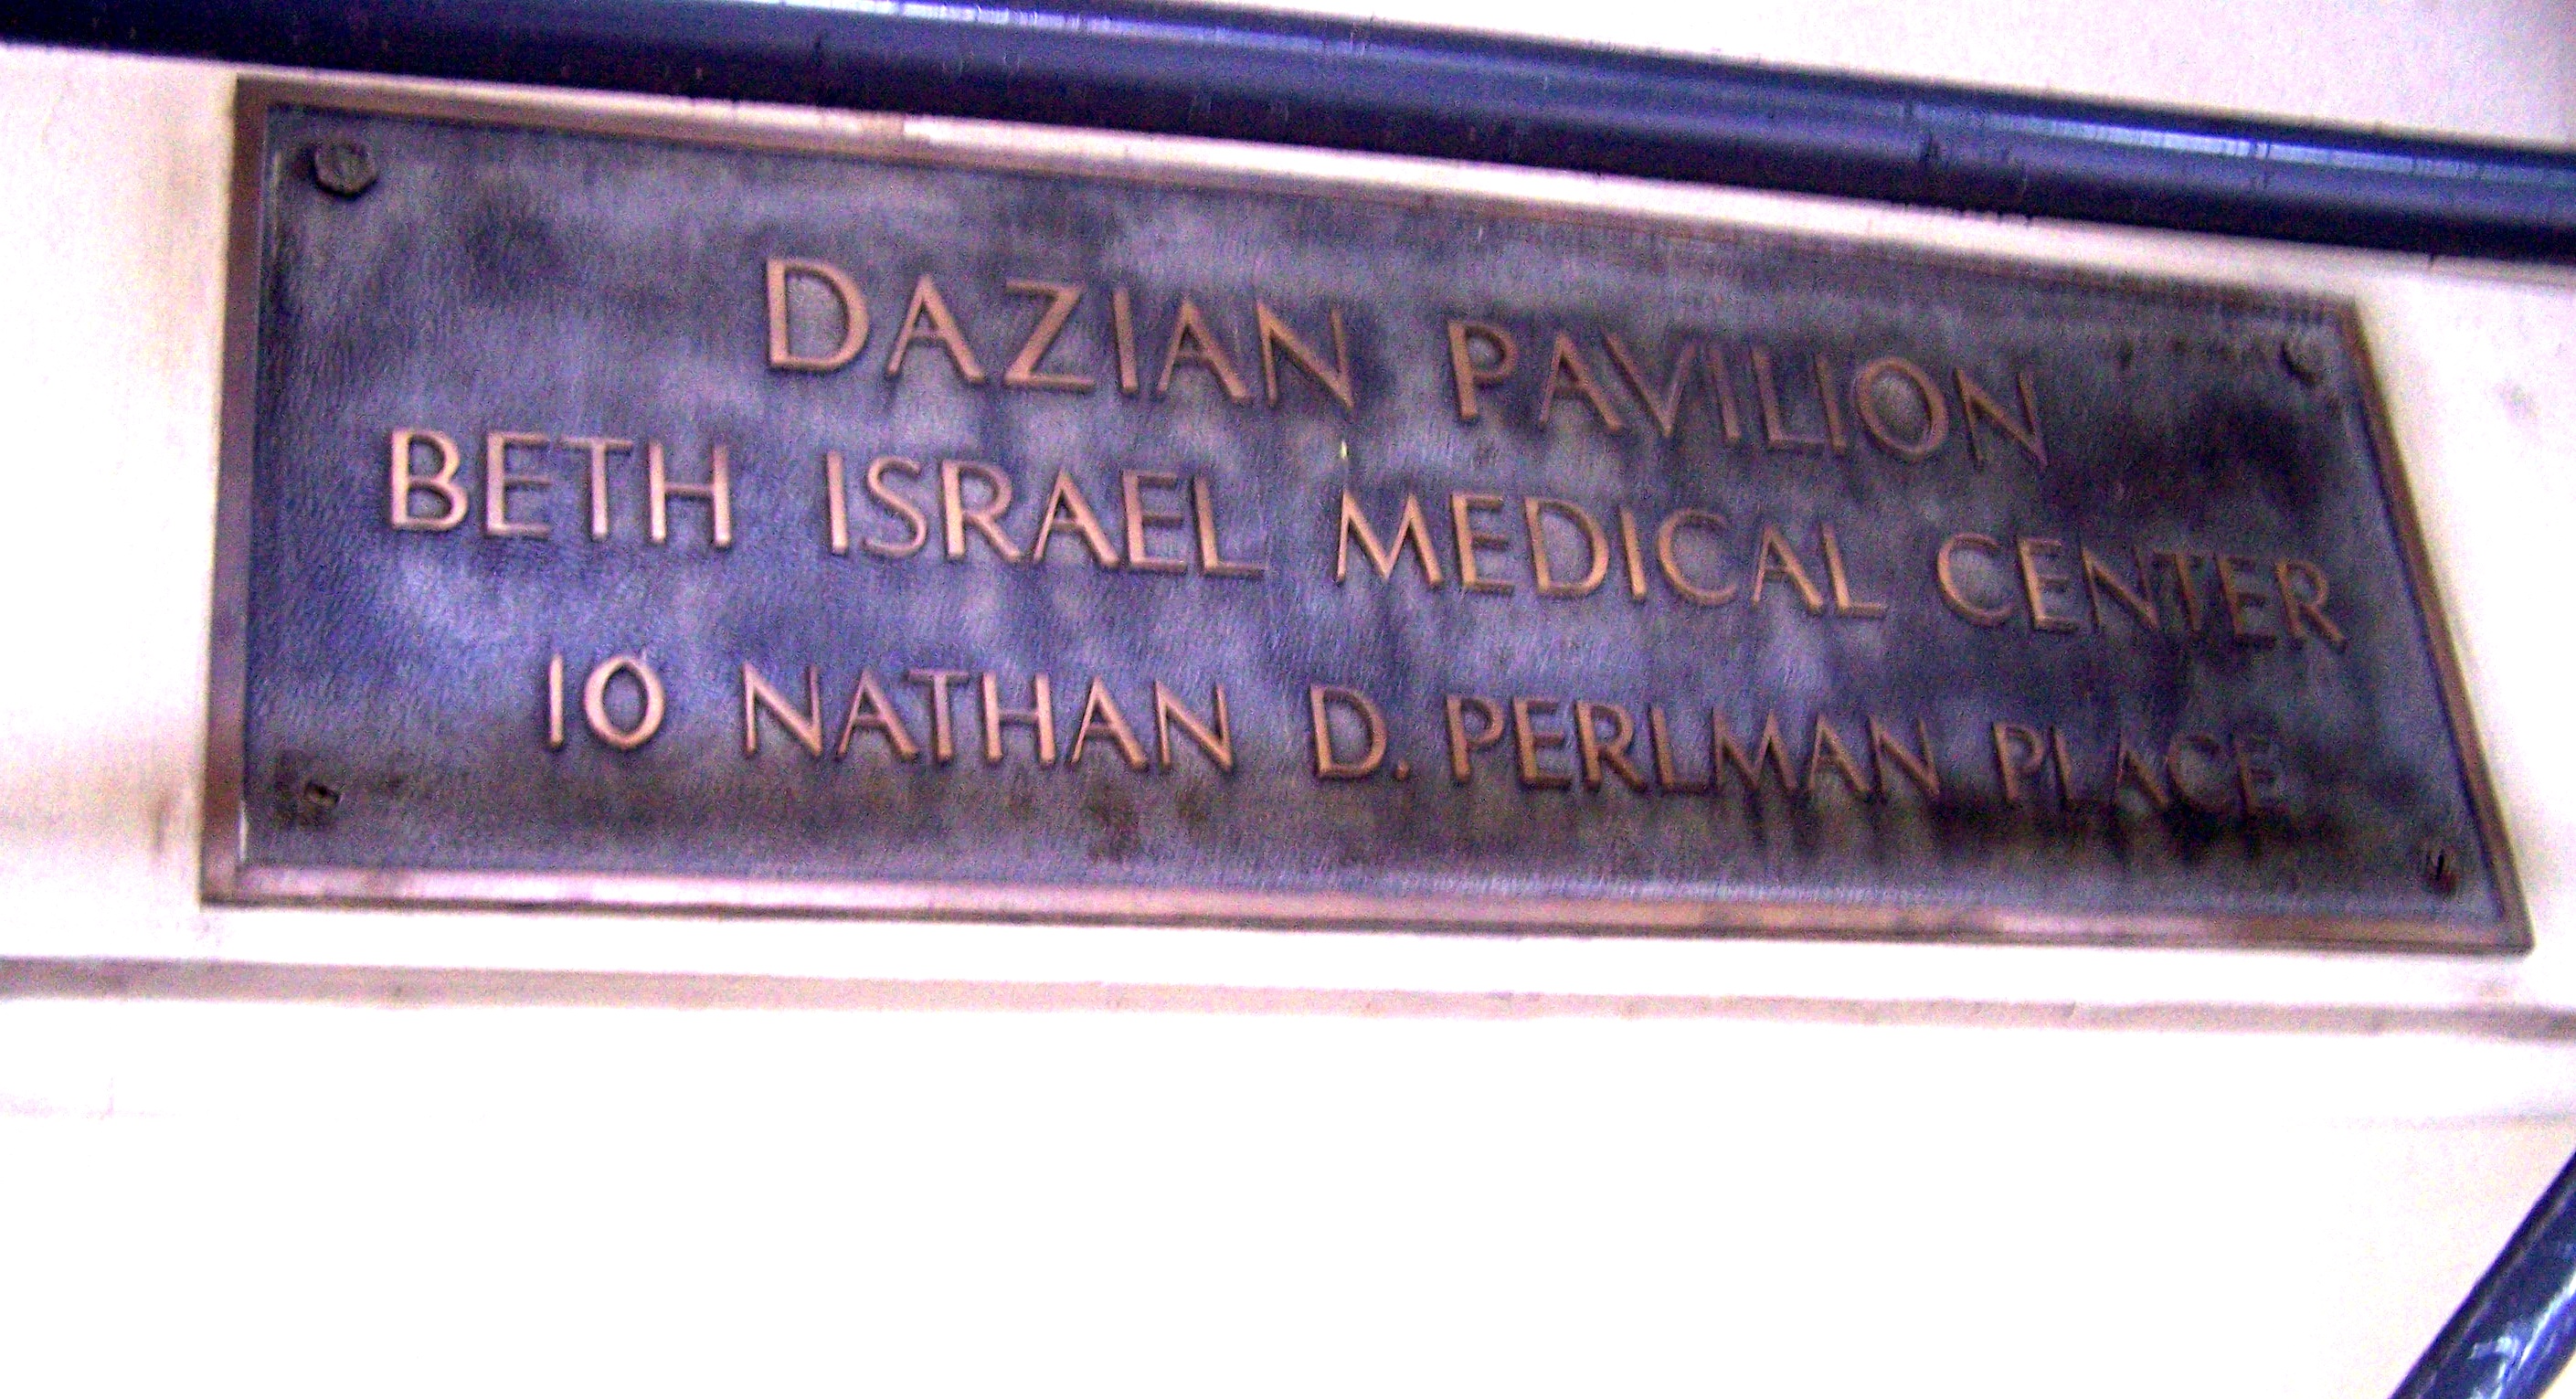 DAZIAN PAVILION
BETH ISRAEL MEDICAL CENTER
10 NATHAN D. PERLMAN PLACE